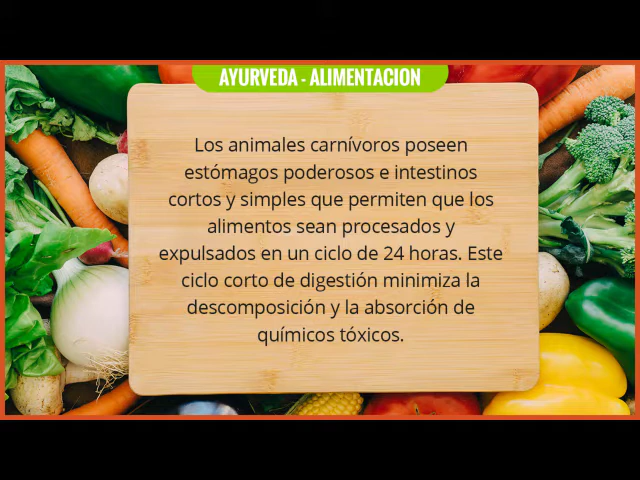 AYURVEDA - ALIMENTACION
Los animales carnívoros poseen
estómagos poderosos e intestinos
cortos y simples que permiten que los
alimentos sean procesados y
expulsados en un ciclo de 24 horas. Este
ciclo corto de digestión minimiza la
descomposición y la absorción de
químicos tóxicos.